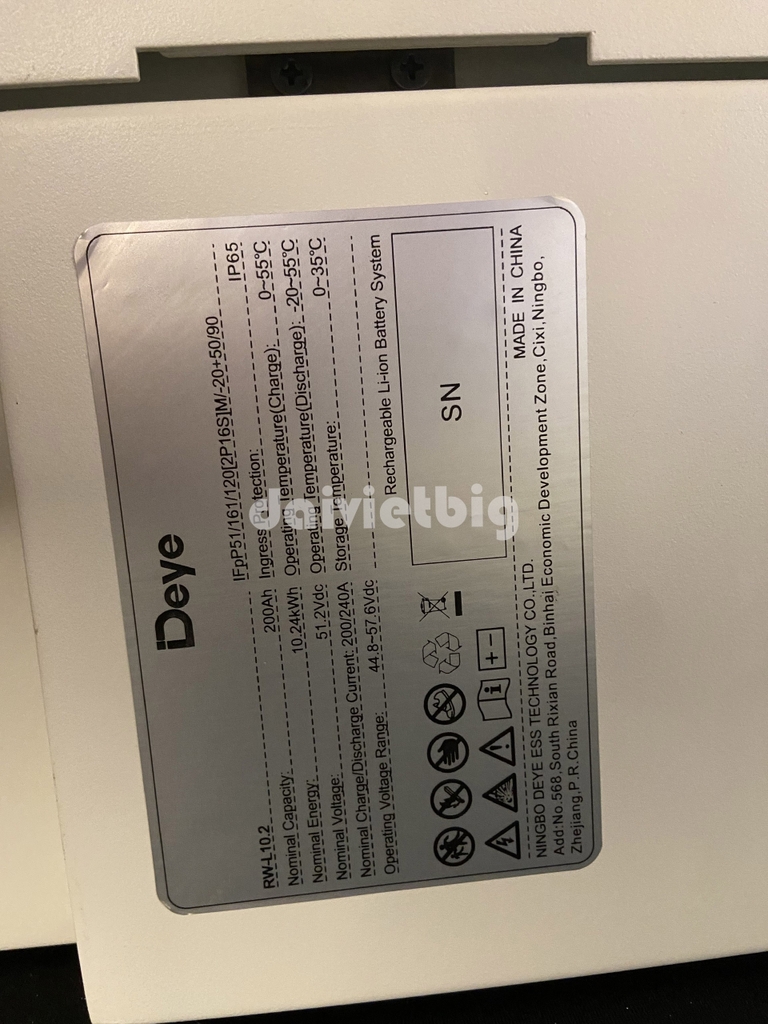 Deye
RW-L10.2 IFpP51/161/120[2P16S]M/-20+50/90
Nominal Capacity: 200Ah Ingress Protection: IP65
Nominal Energy: 10.24kWh Operating Temperature(Charge): 0~55℃
Nominal Voltage: 51.2Vdc Operating Temperature(Discharge): -20~55℃
Nominal Charge/Discharge Current: 200/240A Storage Temperature: 0~35℃
Operating Voltage Range: 44.8~57.6Vdc
Rechargeable Li-ion Battery System
SN
MADE IN CHINA
NINGBO DEYE ESS TECHNOLOGY CO.,LTD.
Add:No.568,South Rixian Road,Binhai Economic Development Zone,Cixi,Ningbo,
Zhejiang,P.R.China
daivietbig